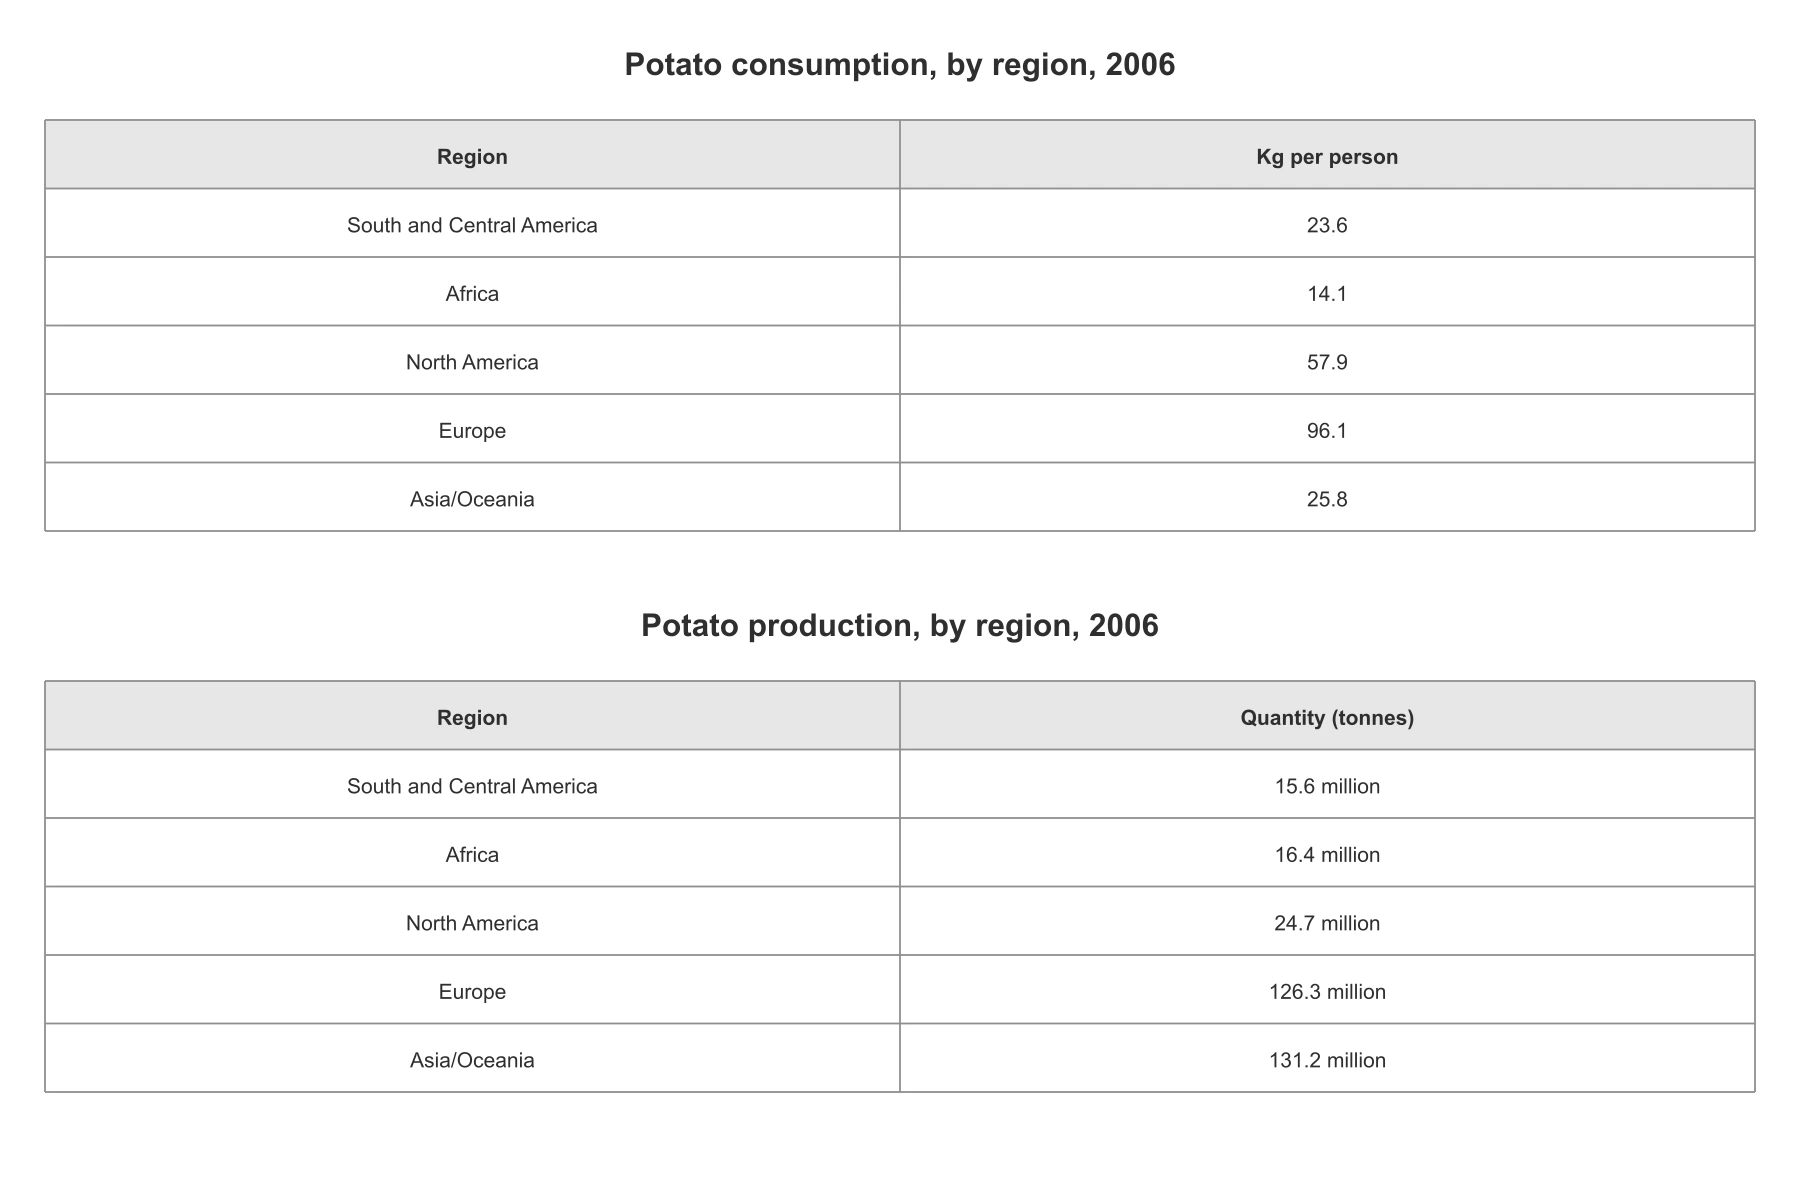 Potato consumption, by region, 2006
Region Kg per person
South and Central America 23.6
Africa 14.1
North America 57.9
Europe 96.1
Asia/Oceania 25.8
Potato production, by region, 2006
Region Quantity (tonnes)
South and Central America 15.6 million
Africa 16.4 million
North America 24.7 million
Europe 126.3 million
Asia/Oceania 131.2 million